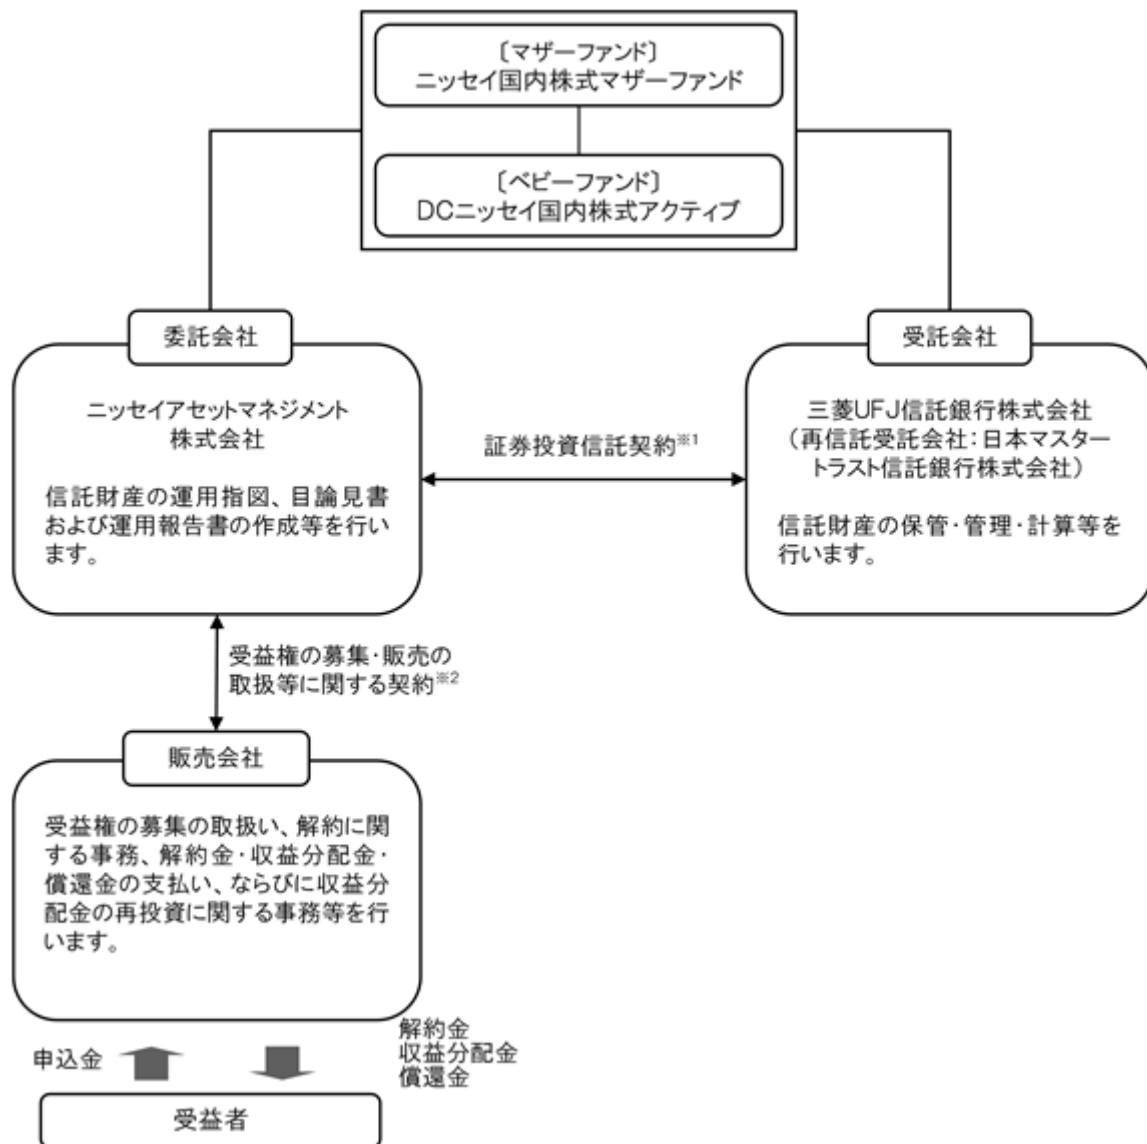 〔マザーファンド〕
ニッセイ国内株式マザーファンド
〔ベビーファンド〕
DCニッセイ国内株式アクティブ
委託会社
ニッセイアセットマネジメント
株式会社
信託財産の運用指図、目論見書
および運用報告書の作成等を行い
ます。
証券投資信託契約※1
受託会社
三菱UFJ信託銀行株式会社
（再信託受託会社：日本マスター
トラスト信託銀行株式会社）
信託財産の保管・管理・計算等を
行います。
受益権の募集・販売の
取扱等に関する契約※2
販売会社
受益権の募集の取扱い、解約に関
する事務、解約金・収益分配金・
償還金の支払い、ならびに収益分
配金の再投資に関する事務等を行
います。
申込金
解約金
収益分配金
償還金
受益者